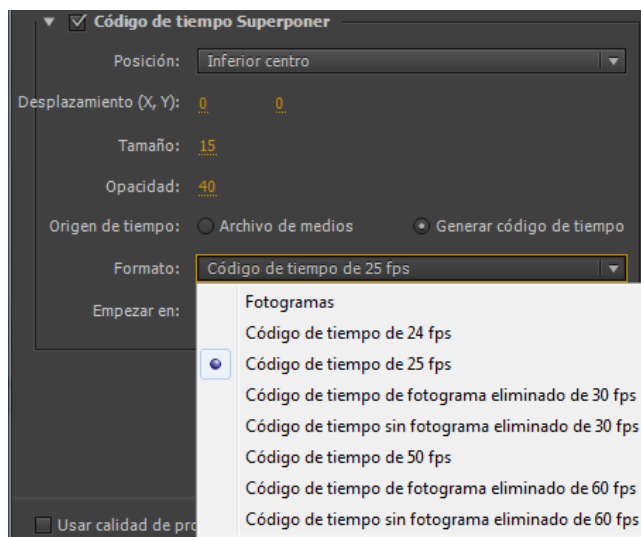 Código de tiempo Superponer
Posición: Inferior centro
Desplazamiento (X, Y): 0 0
Tamaño: 15
Opacidad: 40
Origen de tiempo: Archivo de medios Generar código de tiempo
Formato: Código de tiempo de 25 fps
Empezar en:
Fotogramas
Código de tiempo de 24 fps
Código de tiempo de 25 fps
Código de tiempo de fotograma eliminado de 30 fps
Código de tiempo sin fotograma eliminado de 30 fps
Código de tiempo de 50 fps
Código de tiempo de fotograma eliminado de 60 fps
Código de tiempo sin fotograma eliminado de 60 fps
Usar calidad de pro